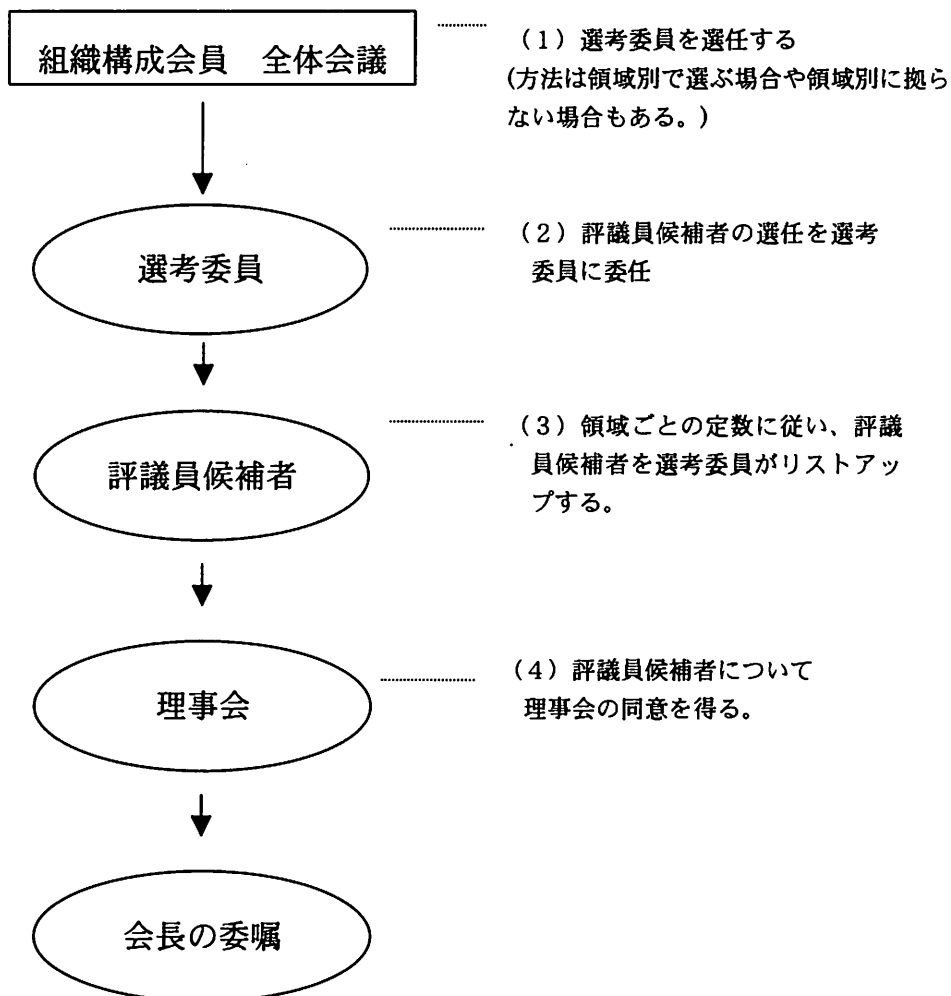 組織構成会員　全体会議
（１）選考委員を選任する
(方法は領域別で選ぶ場合や領域別に拠ら
ない場合もある。)
選考委員
（２）評議員候補者の選任を選考
委員に委任
評議員候補者
（３）領域ごとの定数に従い、評議
員候補者を選考委員がリストアッ
プする。
理事会
（４）評議員候補者について
理事会の同意を得る。
会長の委嘱